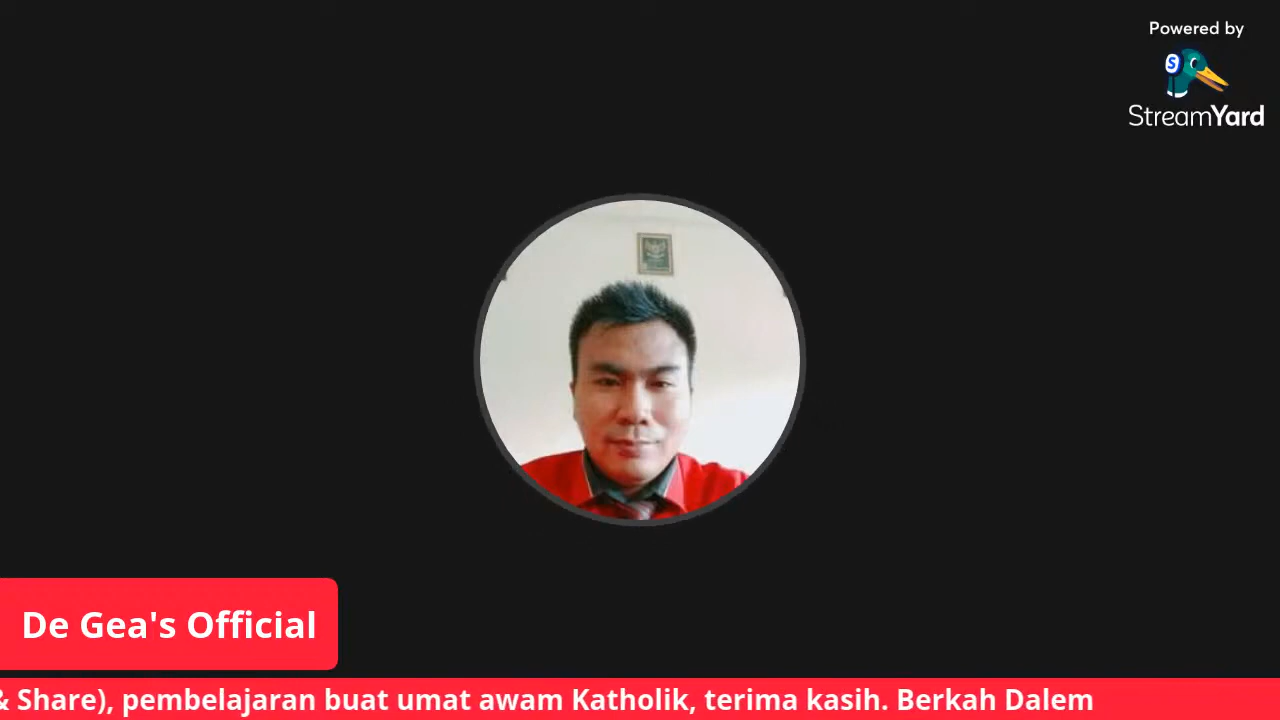 Powered by
S
StreamYard
De Gea's Official
& Share), pembelajaran buat umat awam Katholik, terima kasih. Berkah Dalem